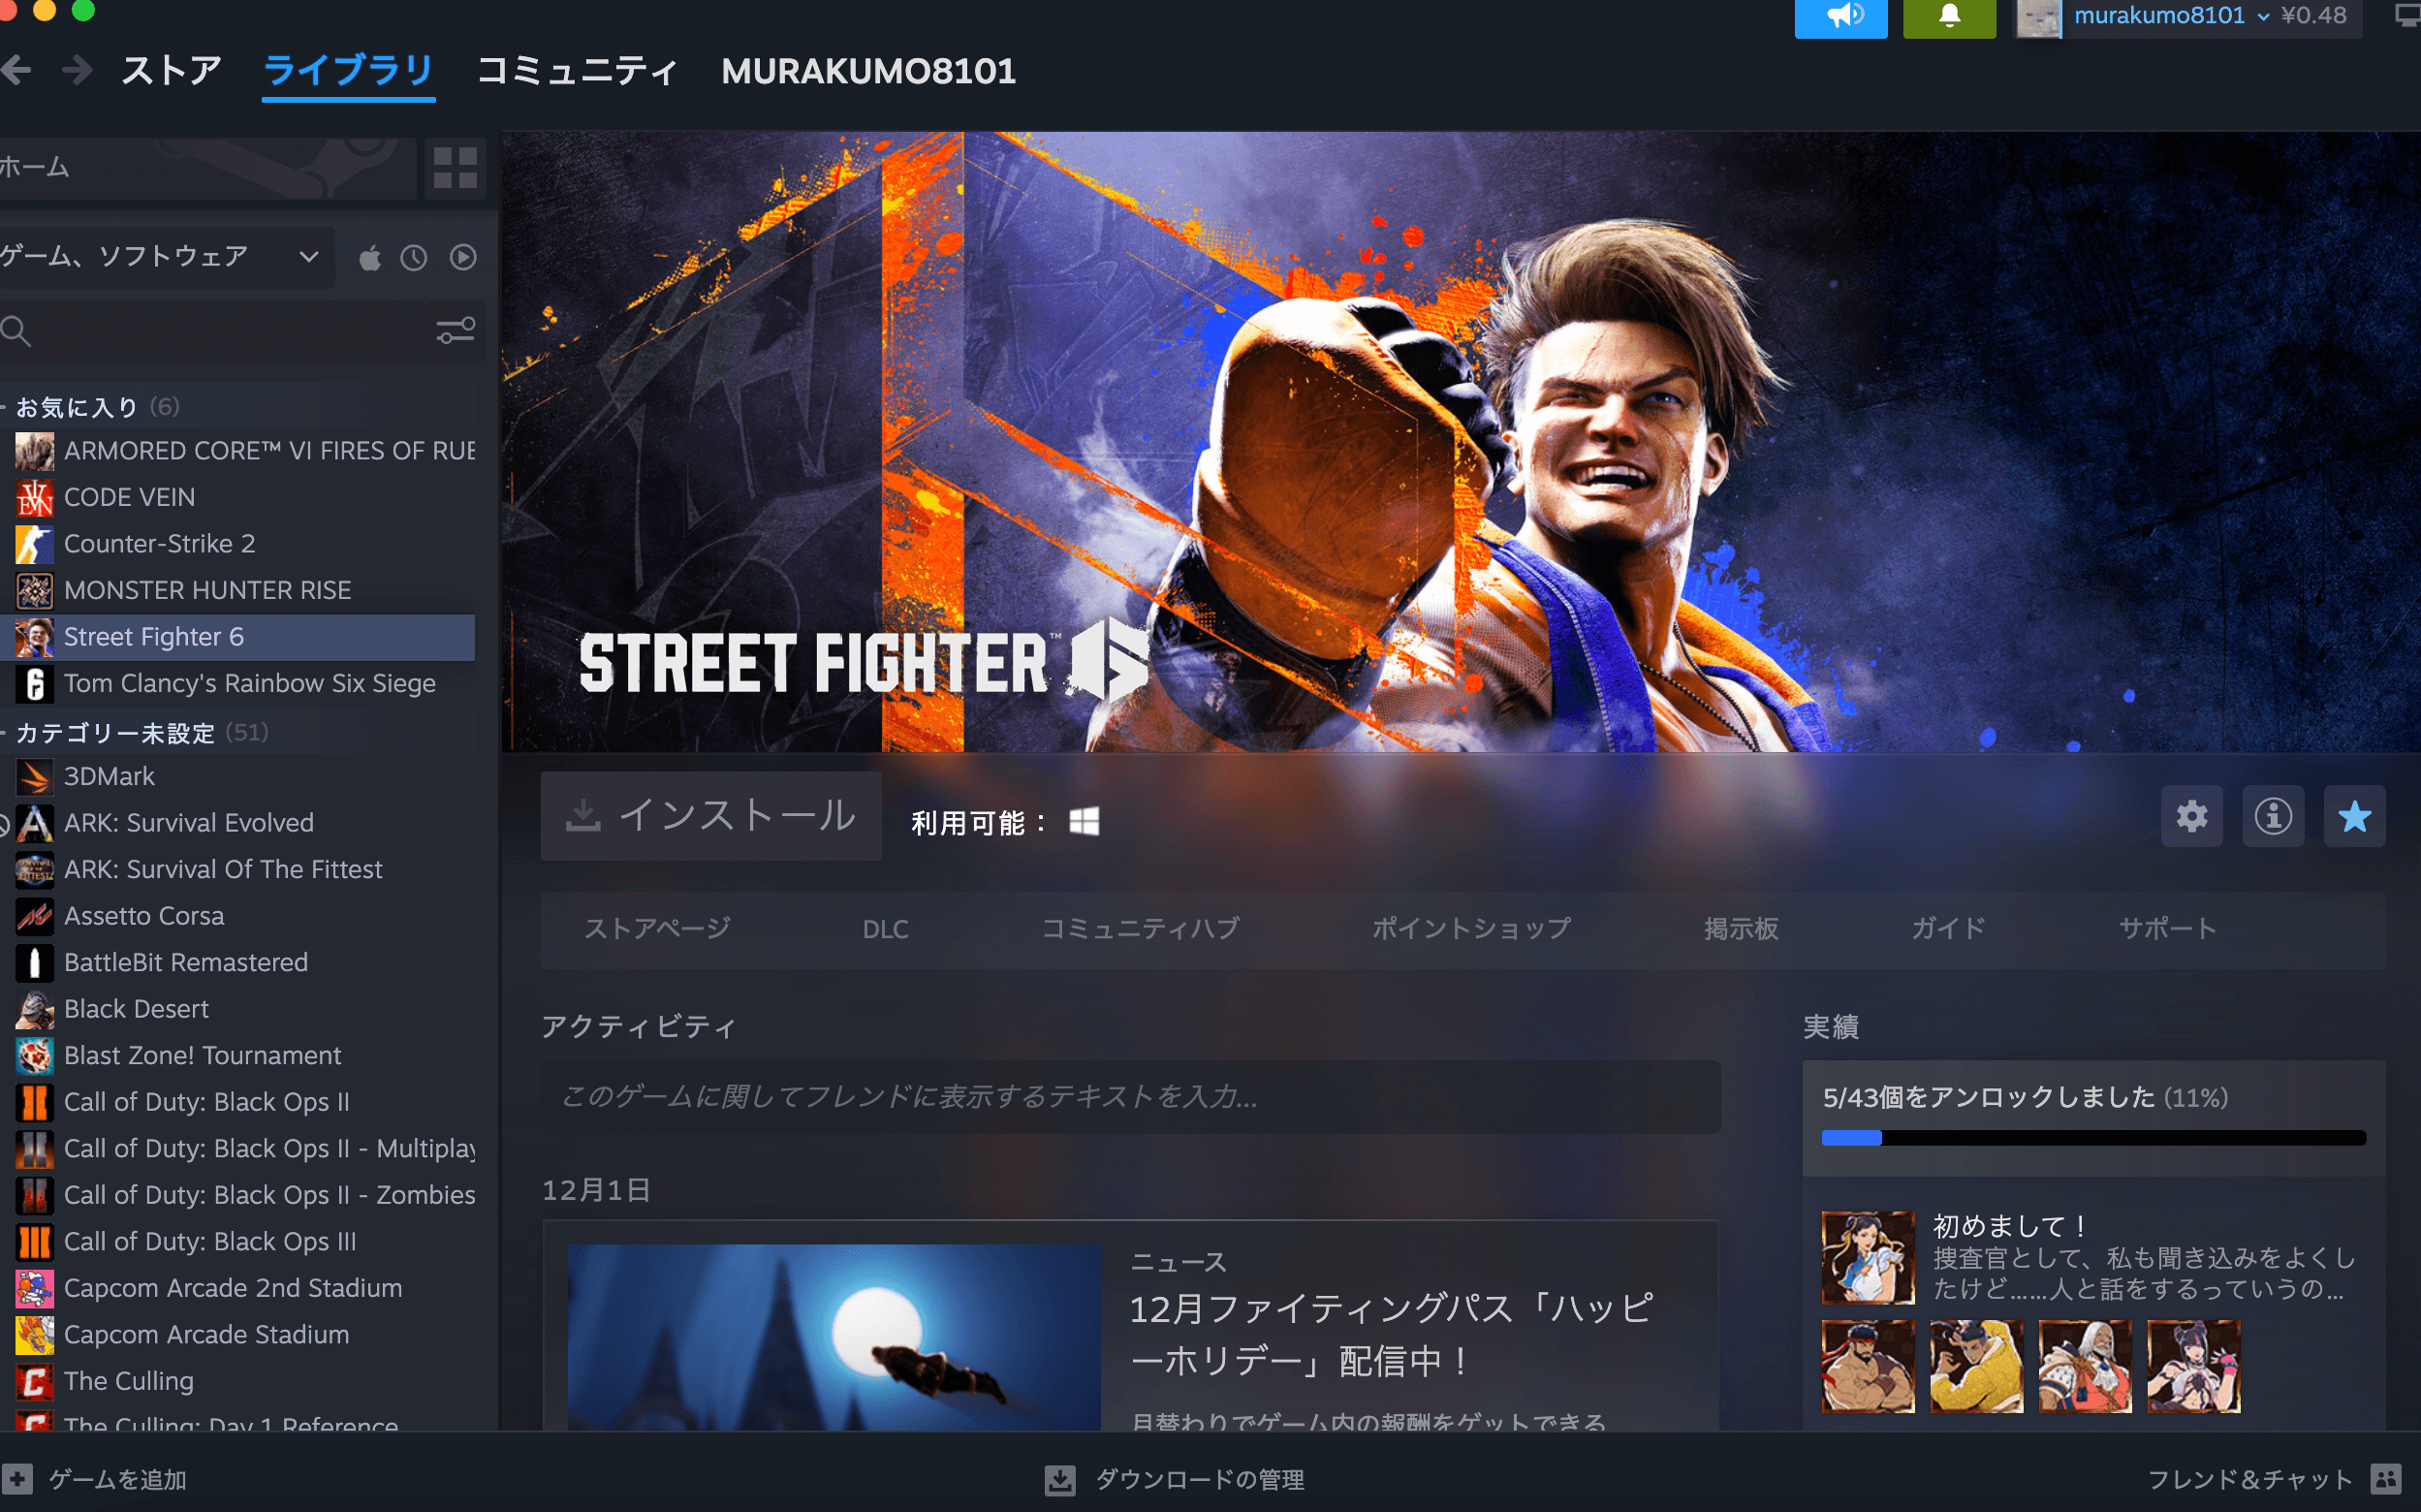 murakumo8101 ¥0.48
ストア ライブラリ コミュニティ MURAKUMO8101
ホーム
ゲーム、ソフトウェア
お気に入り (6)
ARMORED CORE™ VI FIRES OF RUB
CODE VEIN
Counter-Strike 2
MONSTER HUNTER RISE
Street Fighter 6
Tom Clancy's Rainbow Six Siege
カテゴリー未設定 (51)
3DMark
ARK: Survival Evolved
ARK: Survival Of The Fittest
Assetto Corsa
BattleBit Remastered
Black Desert
Blast Zone! Tournament
Call of Duty: Black Ops II
Call of Duty: Black Ops II - Multiplay
Call of Duty: Black Ops II - Zombies
Call of Duty: Black Ops III
Capcom Arcade 2nd Stadium
Capcom Arcade Stadium
The Culling
The Culling: Day 1 Reference
STREET FIGHTER™ 6
インストール
利用可能：
ストアページ DLC コミュニティハブ ポイントショップ 掲示板 ガイド サポート
アクティビティ
このゲームに関してフレンドに表示するテキストを入力...
12月1日
ニュース
12月ファイティングパス「ハッピ
ーホリデー」配信中！
月替わりでゲーム内の報酬をゲットできる
実績
5/43個をアンロックしました (11%)
初めまして！
捜査官として、私も聞き込みをよくし
たけど……人と話をするっていうの...
ゲームを追加
ダウンロードの管理
フレンド＆チャット